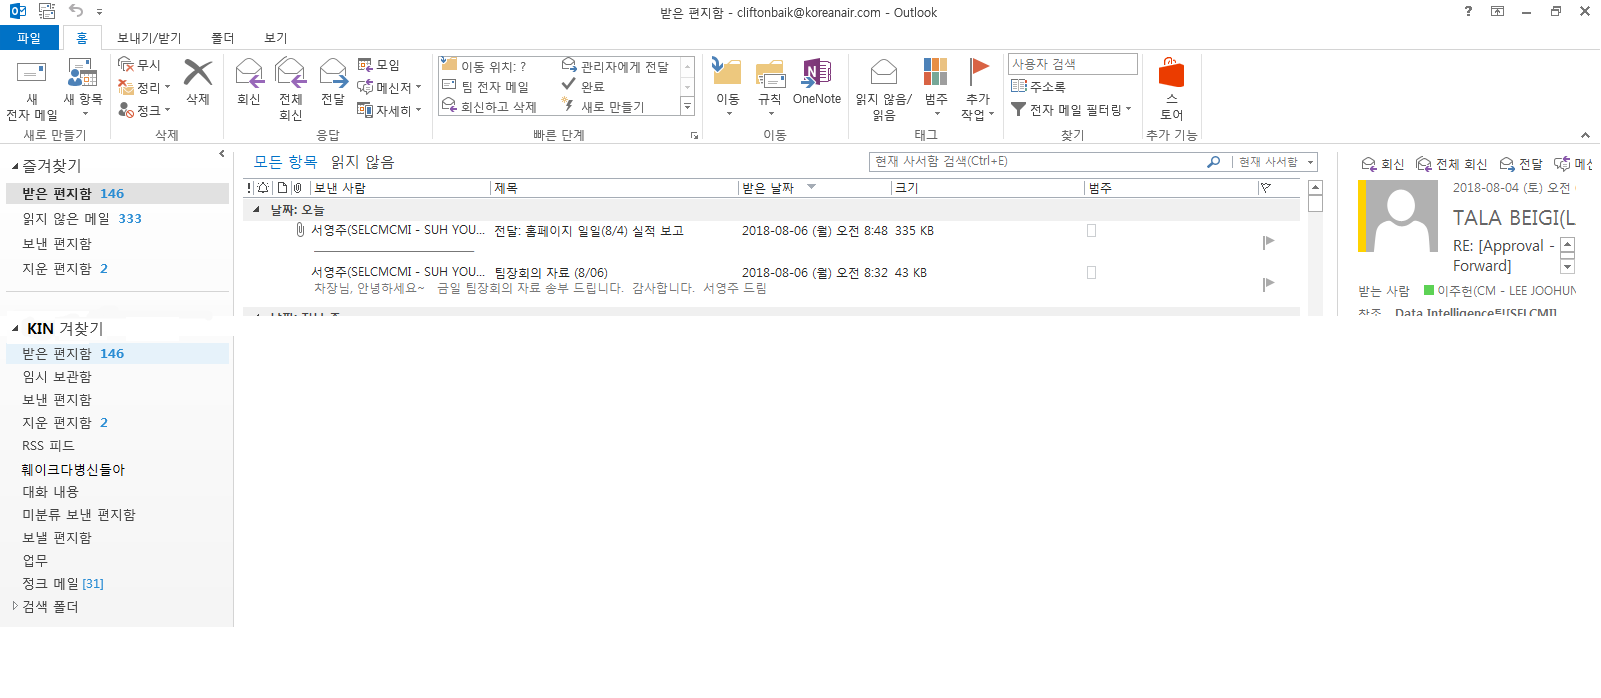 받은 편지함 - cliftonbaik@koreanair.com - Outlook
파일 홈 보내기/받기 폴더 보기
새 전자 메일
새 항목
무시
정리
정크
삭제
회신
전체 회신
전달
모임
메신저
자세히
이동 위치: ?
팀 전자 메일
회신하고 삭제
관리자에게 전달
완료
새로 만들기
이동
규칙
OneNote
읽지 않음/읽음
범주
추가 작업
사용자 검색
주소록
전자 메일 필터링
스토어
새로 만들기 삭제 응답 빠른 단계 이동 태그 찾기 추가 기능
즐겨찾기
받은 편지함 146
읽지 않은 메일 333
보낸 편지함
지운 편지함 2
KIN 겨찾기
받은 편지함 146
임시 보관함
보낸 편지함
지운 편지함 2
RSS 피드
훼이크다병신들아
대화 내용
미분류 보낸 편지함
보낼 편지함
업무
정크 메일 [31]
검색 폴더
모든 항목 읽지 않음
현재 사서함 검색(Ctrl+E) 현재 사서함
보낸 사람 제목 받은 날짜 크기 범주
날짜: 오늘
서영주(SELCMCMI - SUH YOU... 전달: 홈페이지 일일(8/4) 실적 보고 2018-08-06 (월) 오전 8:48 335 KB
서영주(SELCMCMI - SUH YOU... 팀장회의 자료 (8/06) 2018-08-06 (월) 오전 8:32 43 KB
차장님, 안녕하세요~ 금일 팀장회의 자료 송부 드립니다. 감사합니다. 서영주 드림
회신 전체 회신 전달
2018-08-04 (토) 오전
TALA BEIGI(L
RE: [Approval -
Forward]
받는 사람 이주헌(CM - LEE JOOHUN
참조 Data Intelligence팀[SELCMI]